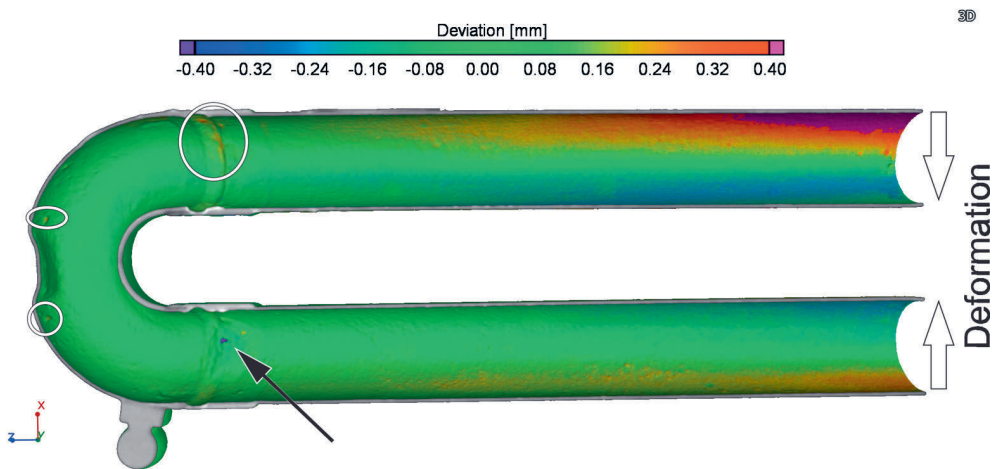 3D
Deviation [mm]
-0.40 -0.32 -0.24 -0.16 -0.08 0.00 0.08 0.16 0.24 0.32 0.40
Deformation
X
Z Y